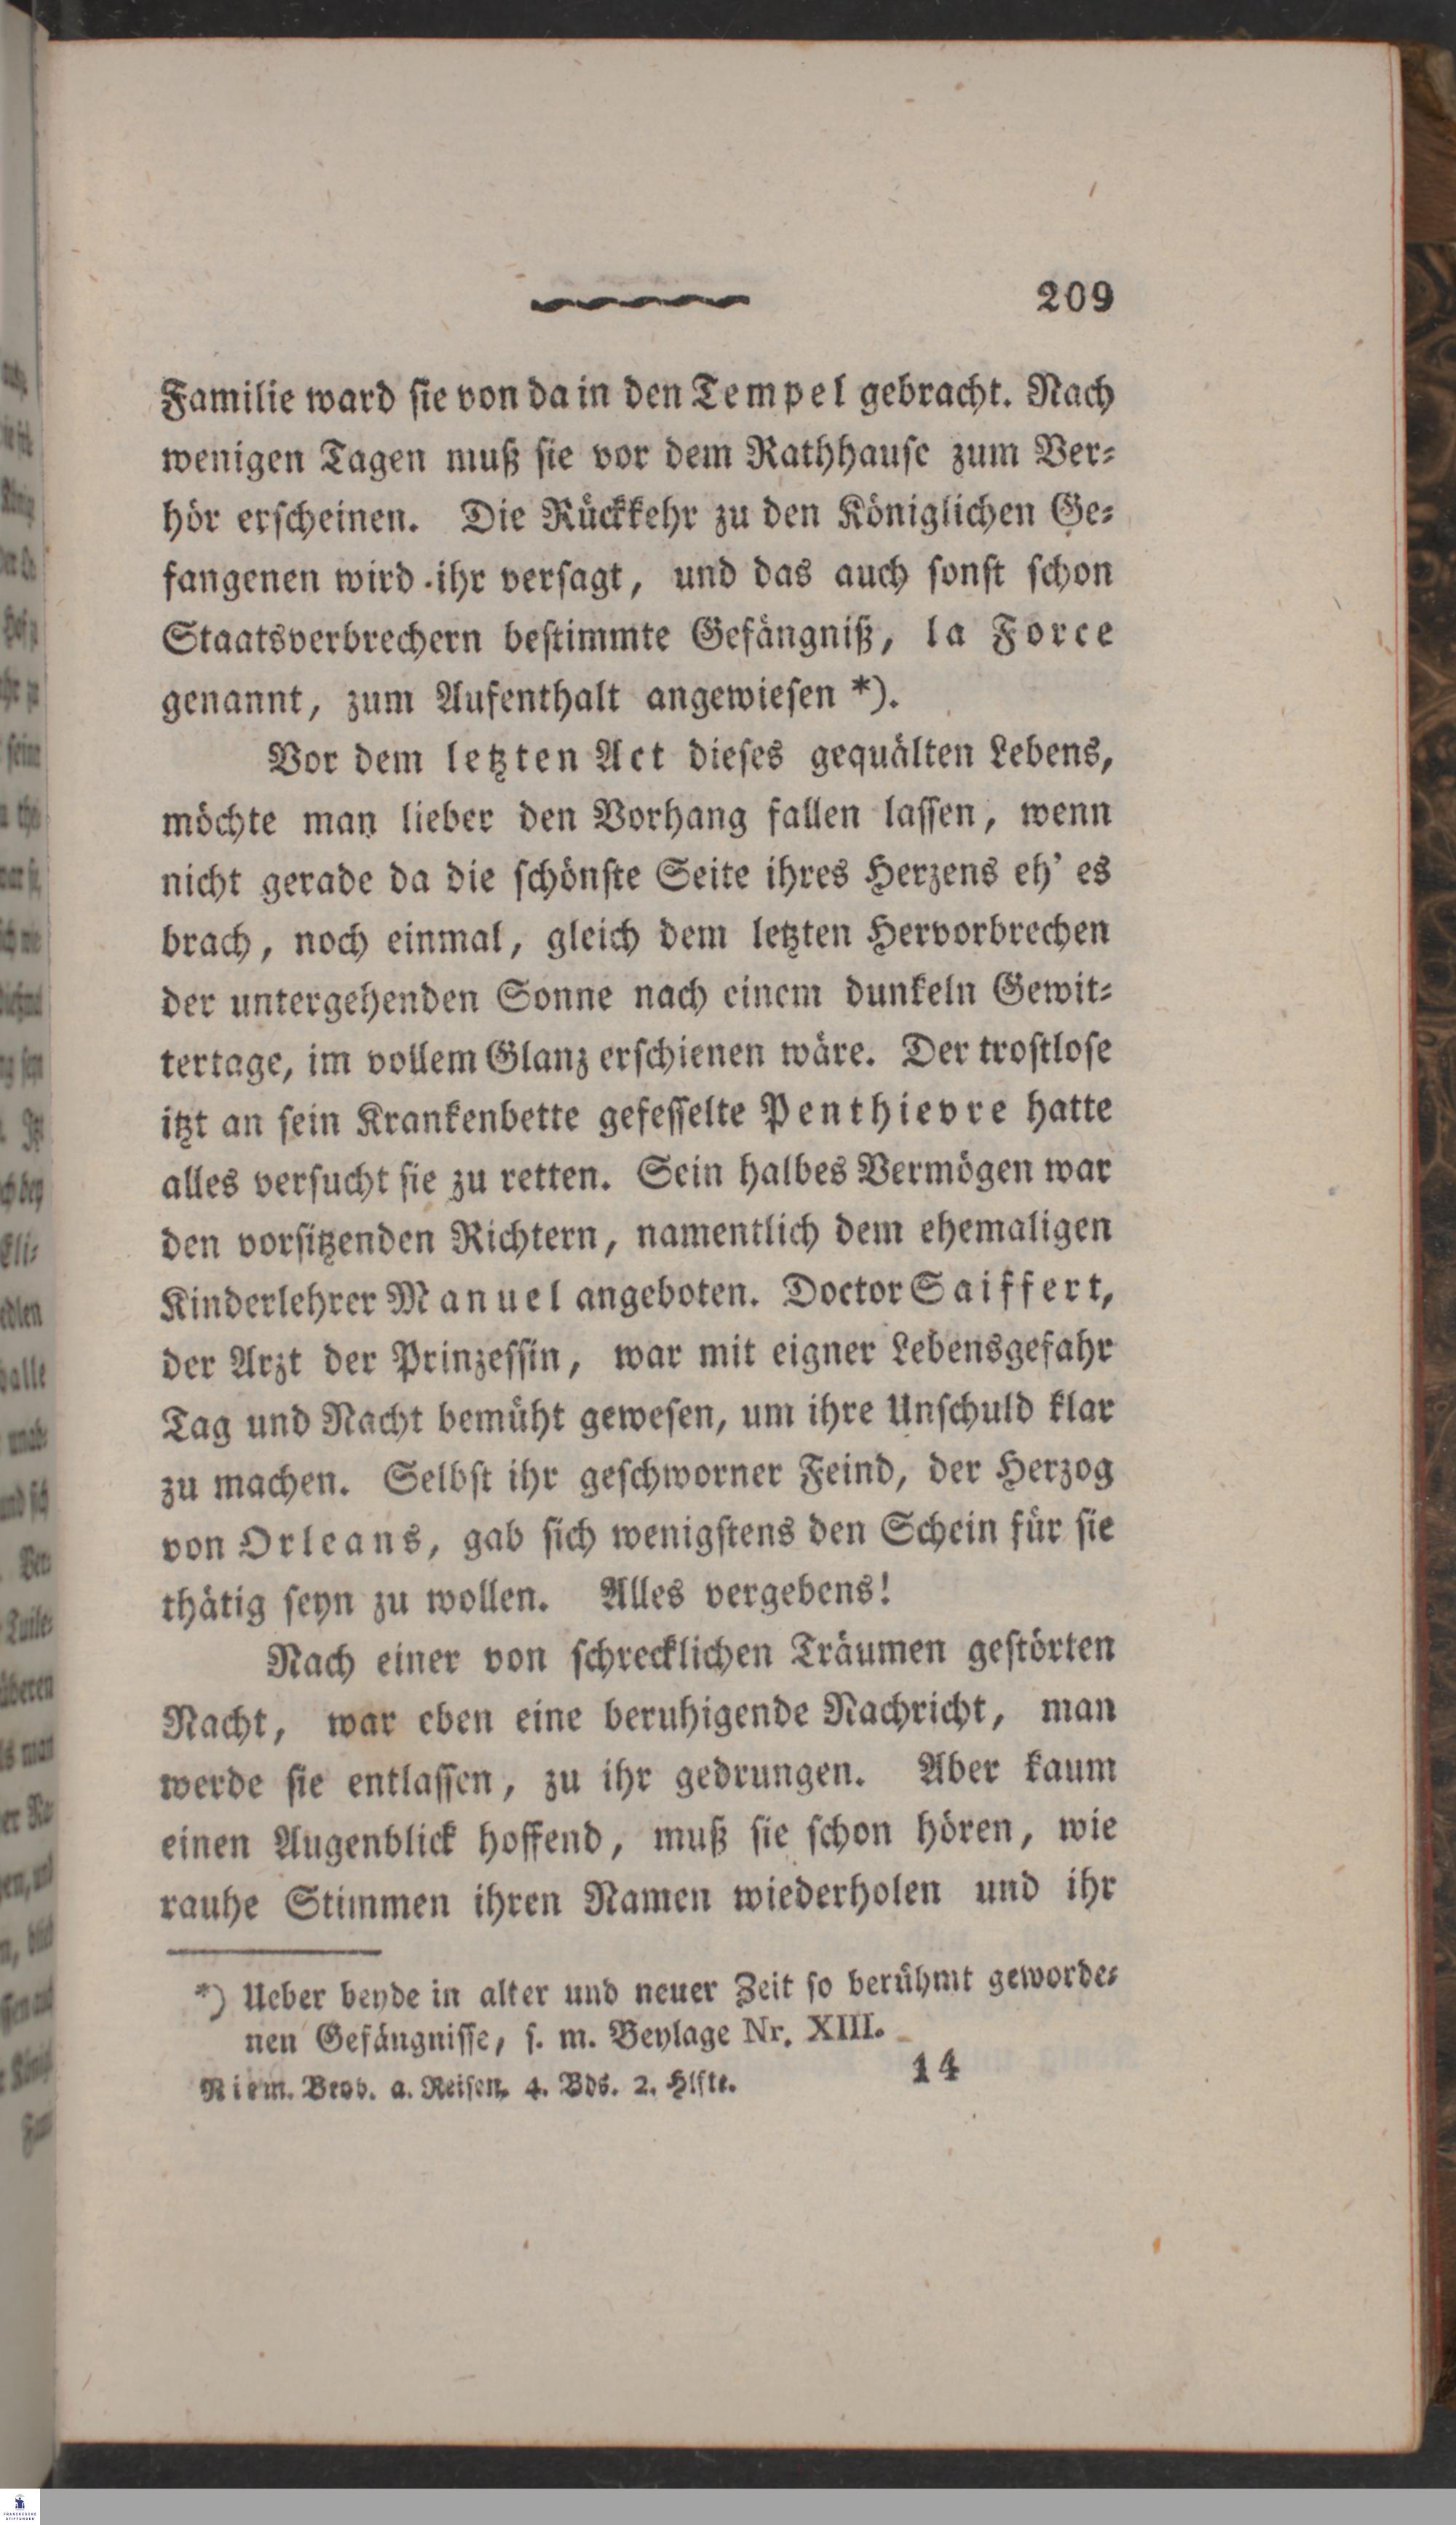 209
Familie ward sie von da in den Tempel gebracht. Nach
wenigen Tagen muß sie vor dem Rathhause zum Ver-
hör erscheinen. Die Rückkehr zu den Königlichen Ge-
fangenen wird ihr versagt, und das auch sonst schon
Staatsverbrechern bestimmte Gefängniß, la Force
genannt, zum Aufenthalt angewiesen *).
Vor dem letzten Act dieses gequälten Lebens,
möchte man lieber den Vorhang fallen lassen, wenn
nicht gerade da die schönste Seite ihres Herzens eh' es
brach, noch einmal, gleich dem letzten Hervorbrechen
der untergehenden Sonne nach einem dunkeln Gewit-
tertage, im vollem Glanz erschienen wäre. Der trostlose
itzt an sein Krankenbette gefesselte Penthievre hatte
alles versucht sie zu retten. Sein halbes Vermögen war
den vorsitzenden Richtern, namentlich dem ehemaligen
Kinderlehrer Manuel angeboten. Doctor Saiffert,
der Arzt der Prinzessin, war mit eigner Lebensgefahr
Tag und Nacht bemüht gewesen, um ihre Unschuld klar
zu machen. Selbst ihr geschworner Feind, der Herzog
von Orleans, gab sich wenigstens den Schein für sie
thätig seyn zu wollen. Alles vergebens!
Nach einer von schrecklichen Träumen gestörten
Nacht, war eben eine beruhigende Nachricht, man
werde sie entlassen, zu ihr gedrungen. Aber kaum
einen Augenblick hoffend, muß sie schon hören, wie
rauhe Stimmen ihren Namen wiederholen und ihr
*) Ueber beyde in alter und neuer Zeit so berühmt geworde-
nen Gefängnisse, s. m. Beylage Nr. XIII.
Niem. Beob. a. Reisen. 4. Bds. 2. Hlfte. 14